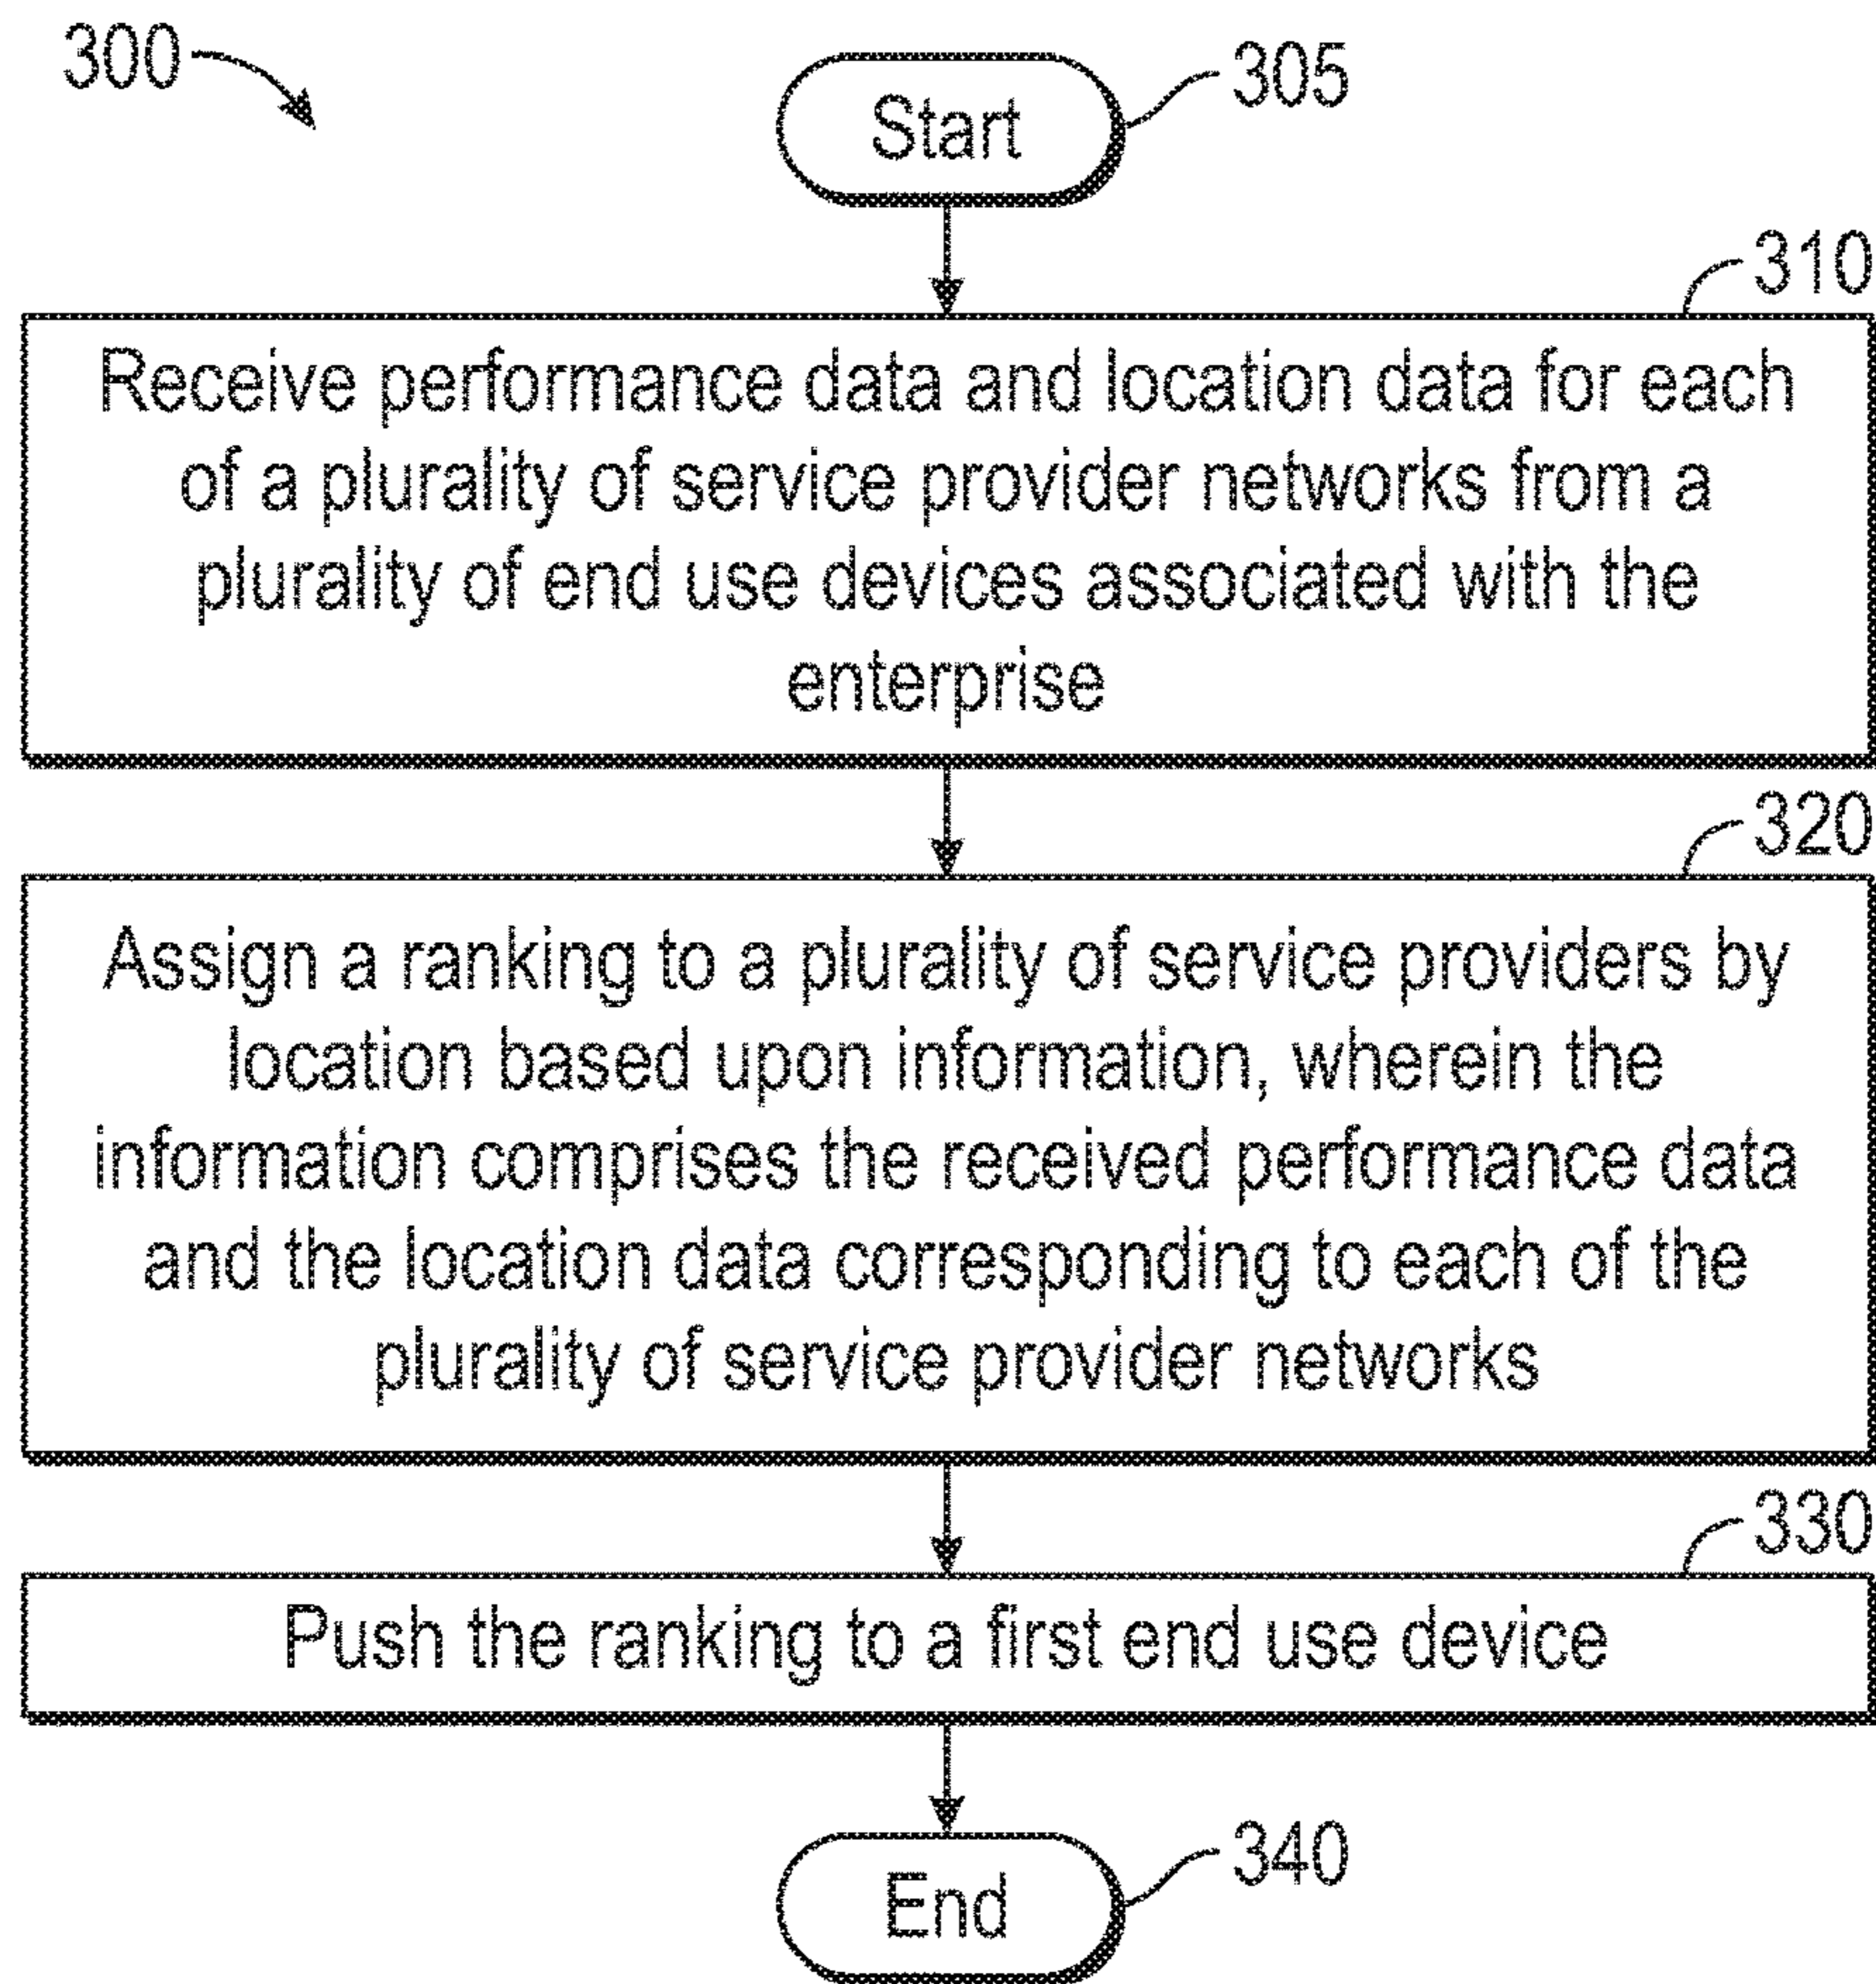 300
Start
305
310
Receive performance data and location data for each
of a plurality of service provider networks from a
plurality of end use devices associated with the
enterprise
320
Assign a ranking to a plurality of service providers by
location based upon information, wherein the
information comprises the received performance data
and the location data corresponding to each of the
plurality of service provider networks
330
Push the ranking to a first end use device
End
340